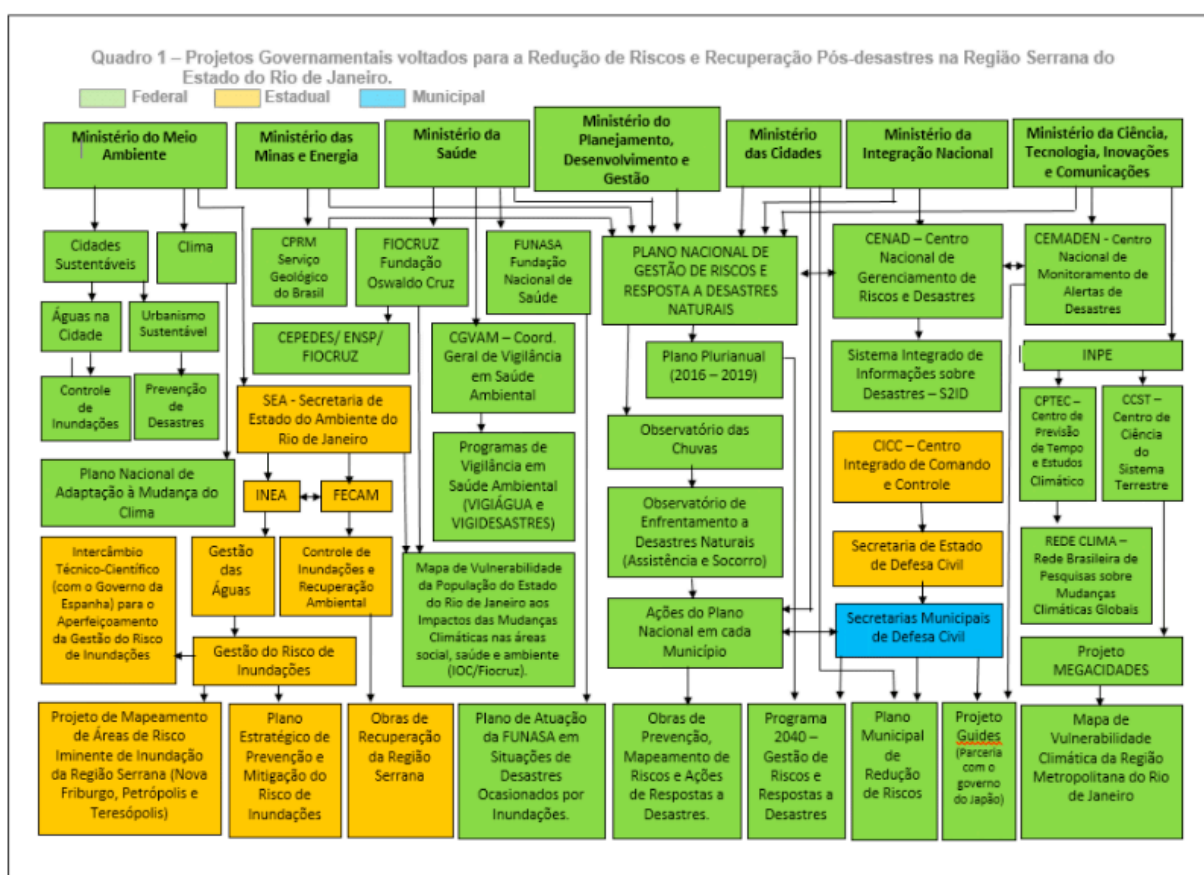 Quadro 1 – Projetos Governamentais voltados para a Redução de Riscos e Recuperação Pós-desastres na Região Serrana do
Estado do Rio de Janeiro.
Federal
Estadual
Municipal
Ministério do Meio
Ambiente
Ministério das
Minas e Energia
Ministério da
Saúde
Ministério do
Planejamento,
Desenvolvimento e
Gestão
Ministério
das Cidades
Ministério da
Integração Nacional
Ministério da Ciência,
Tecnologia, Inovações
e Comunicações
Cidades
Sustentáveis
Clima
CPRM
Serviço
Geológico
do Brasil
FIOCRUZ
Fundação
Oswaldo Cruz
FUNASA
Fundação
Nacional de
Saúde
PLANO NACIONAL DE
GESTÃO DE RISCOS E
RESPOSTA A DESASTRES
NATURAIS
CENAD – Centro
Nacional de
Gerenciamento de
Riscos e Desastres
CEMADEN - Centro
Nacional de
Monitoramento de
Alertas de
Desastres
Águas na
Cidade
Urbanismo
Sustentável
CEPEDES/ ENSP/
FIOCRUZ
CGVAM – Coord.
Geral de Vigilância
em Saúde
Ambiental
Plano Plurianual
(2016 – 2019)
Sistema Integrado de
Informações sobre
Desastres – S2ID
INPE
Controle
de
Inundações
Prevenção
de
Desastres
SEA - Secretaria de
Estado do Ambiente do
Rio de Janeiro
Observatório das
Chuvas
CICC – Centro
Integrado de Comando
e Controle
CPTEC –
Centro de
Previsão
de Tempo
e Estudos
Climático
CCST –
Centro de
Ciência
do
Sistema
Terrestre
Plano Nacional de
Adaptação à Mudança do
Clima
INEA
FECAM
Programas de
Vigilância em
Saúde Ambiental
(VIGIÁGUA e
VIGIDESASTRES)
Observatório de
Enfrentamento a
Desastres Naturais
(Assistência e Socorro)
Secretaria de Estado
de Defesa Civil
REDE CLIMA –
Rede Brasileira de
Pesquisas sobre
Mudanças
Climáticas Globais
Intercâmbio
Técnico-Científico
(com o Governo da
Espanha) para o
Aperfeiçoamento
da Gestão do Risco
de Inundações
Gestão
das
Águas
Controle de
Inundações e
Recuperação
Ambiental
Mapa de Vulnerabilidade
da População do Estado
do Rio de Janeiro aos
Impactos das Mudanças
Climáticas nas áreas
social, saúde e ambiente
(IOC/Fiocruz).
Ações do Plano
Nacional em cada
Município
Secretarias Municipais
de Defesa Civil
Gestão do Risco de
Inundações
Projeto
MEGACIDADES
Projeto de Mapeamento
de Áreas de Risco
Iminente de Inundação
da Região Serrana (Nova
Friburgo, Petrópolis e
Teresópolis)
Plano
Estratégico de
Prevenção e
Mitigação do
Risco de
Inundações
Obras de
Recuperação
da Região
Serrana
Plano de Atuação
da FUNASA em
Situações de
Desastres
Ocasionados por
Inundações.
Obras de
Prevenção,
Mapeamento de
Riscos e Ações
de Respostas a
Desastres.
Programa
2040 –
Gestão de
Riscos e
Respostas a
Desastres
Plano
Municipal
de
Redução
de Riscos
Projeto
Guides
(Parceria
com o
governo
do Japão)
Mapa de
Vulnerabilidade
Climática da Região
Metropolitana do Rio
de Janeiro